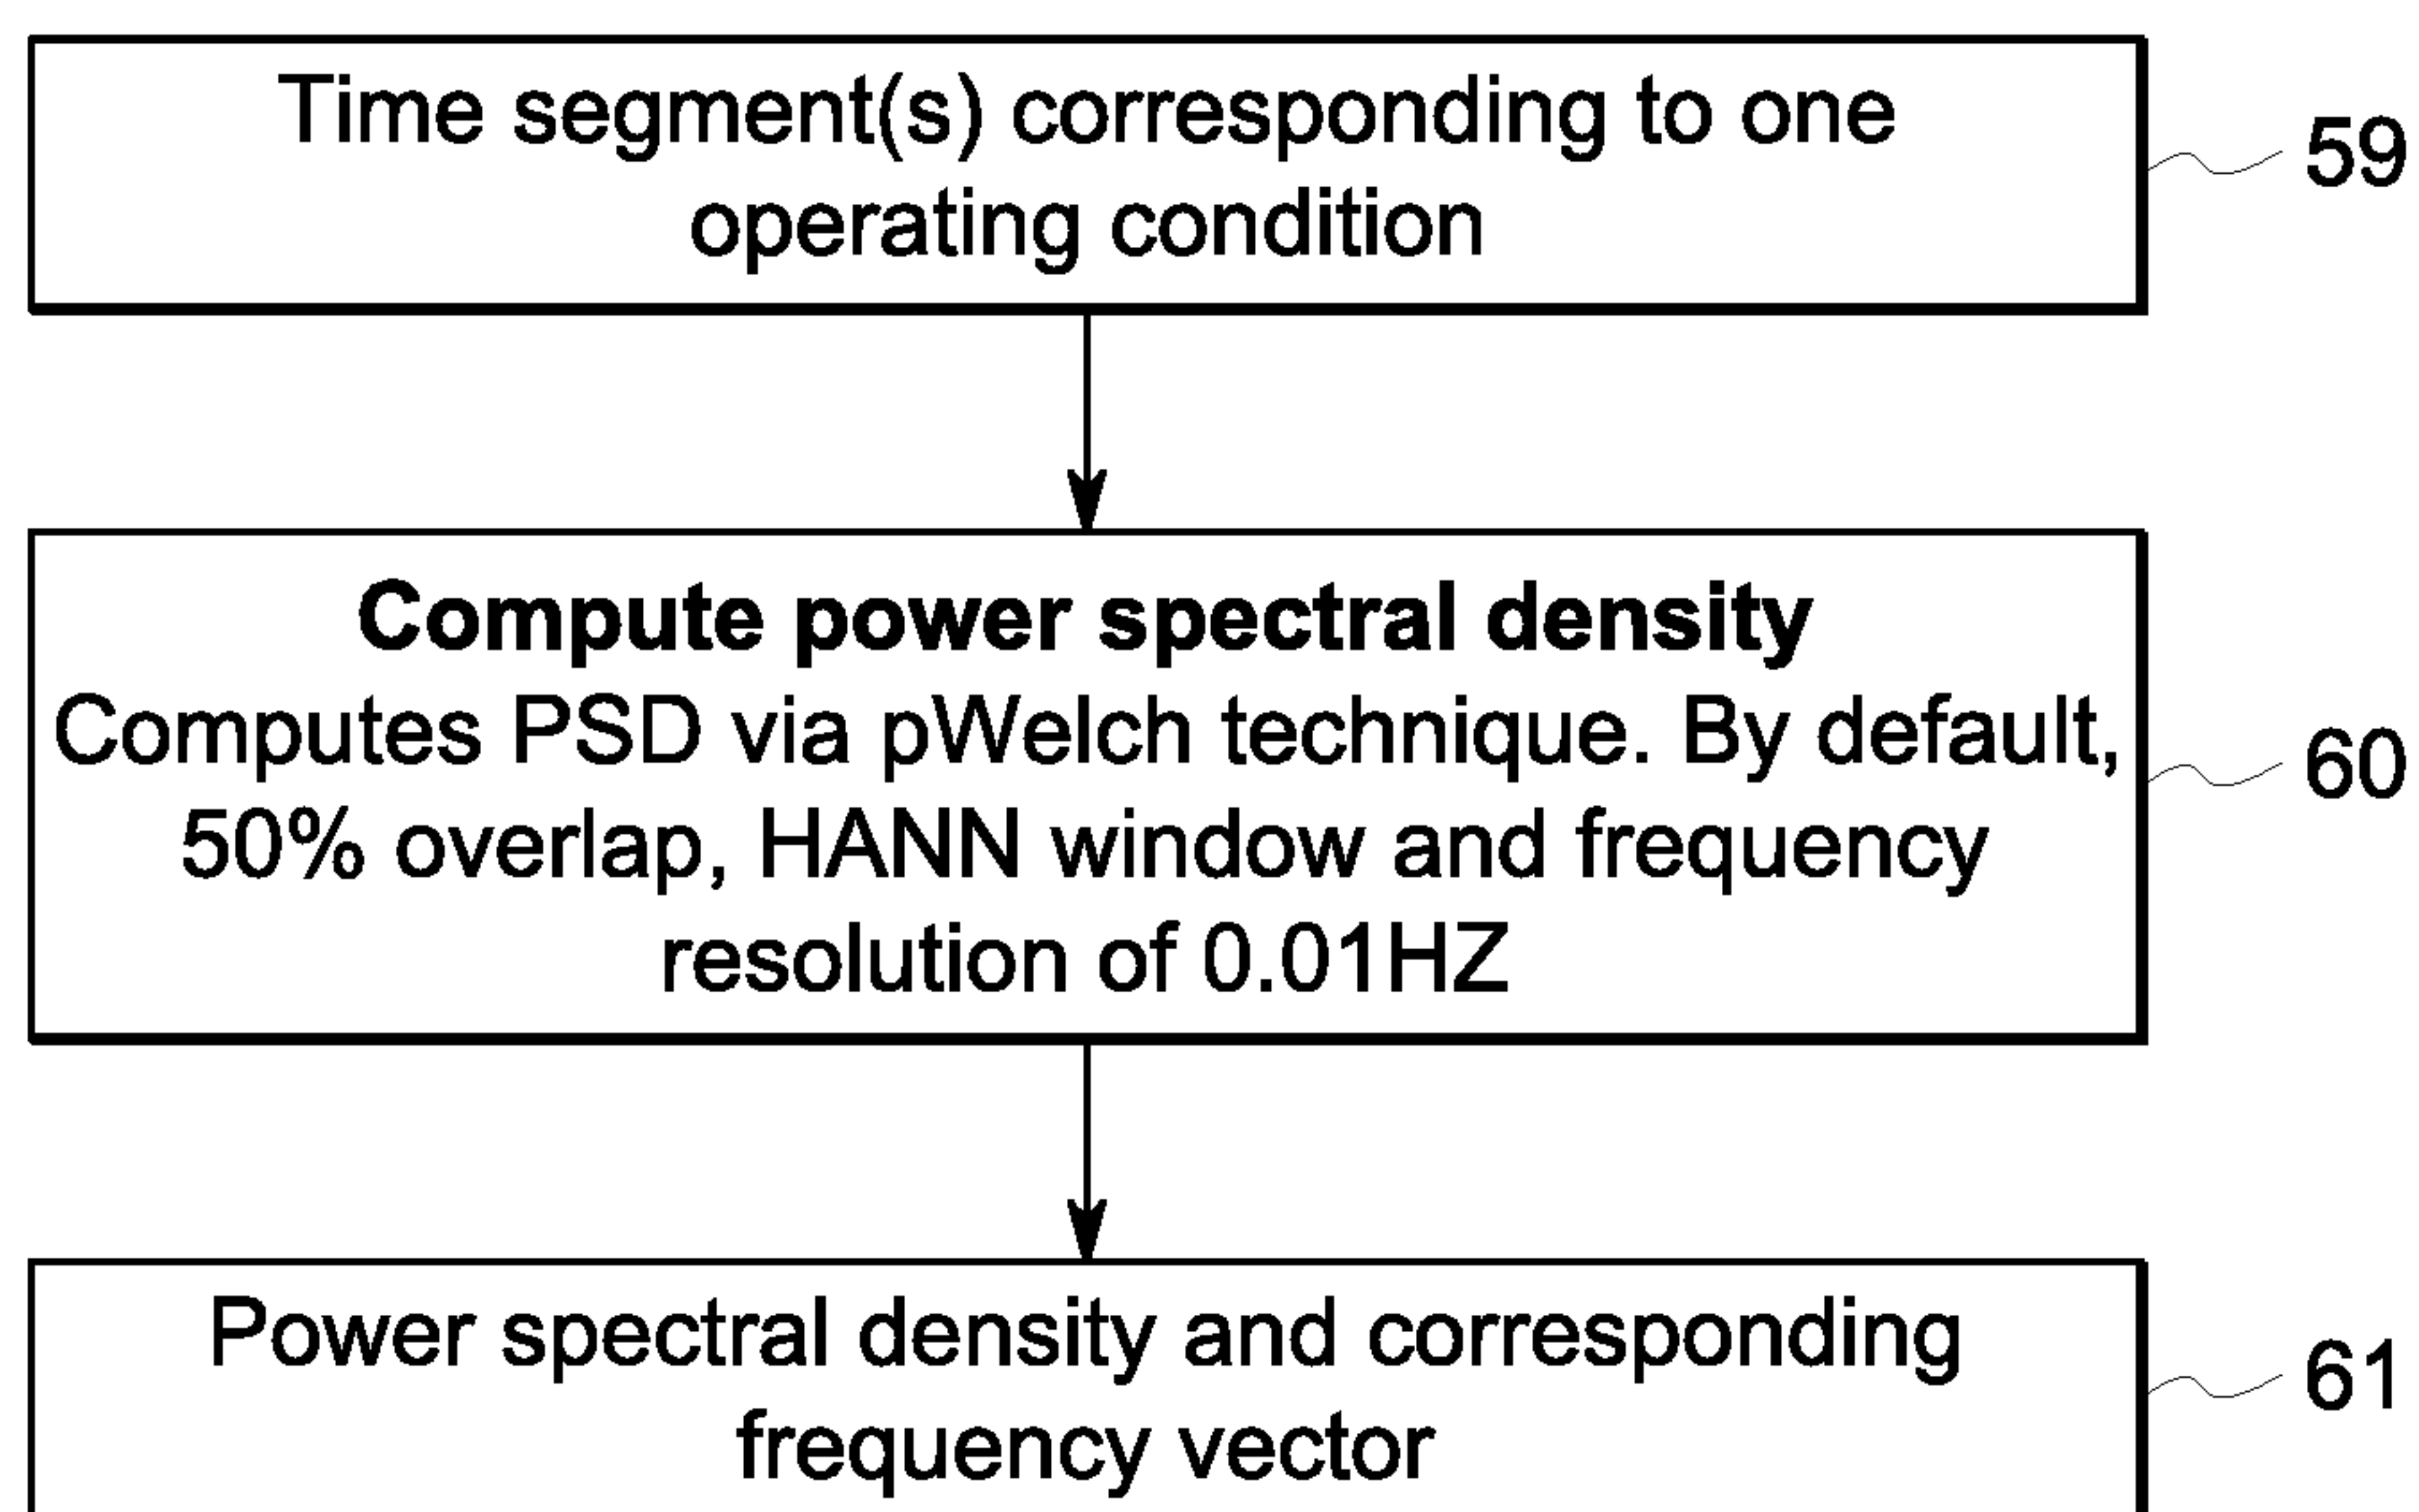 Time segment(s) corresponding to one
operating condition
59
Compute power spectral density
Computes PSD via pWelch technique. By default,
50% overlap, HANN window and frequency
resolution of 0.01HZ
60
Power spectral density and corresponding
frequency vector
61